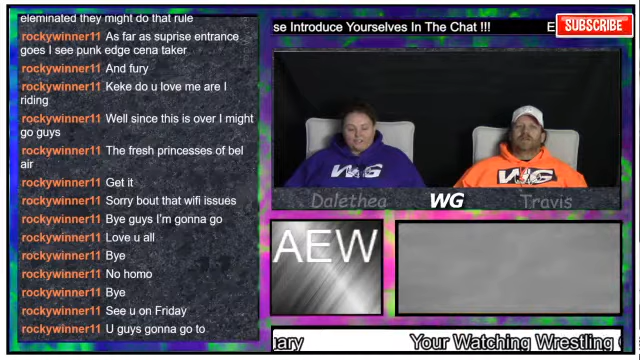 eleminated they might do that rule
rockywinner11 As far as suprise entrance
goes I see punk edge cena taker
rockywinner11 And fury
rockywinner11 Keke do u love me are I
riding
rockywinner11 Well since this is over I might
go guys
rockywinner11 The fresh princesses of bel
air
rockywinner11 Get it
rockywinner11 Sorry bout that wifi issues
rockywinner11 Bye guys I'm gonna go
rockywinner11 Love u all
rockywinner11 Bye
rockywinner11 No homo
rockywinner11 Bye
rockywinner11 See u on Friday
rockywinner11 U guys gonna go to
se Introduce Yourselves In The Chat !!!
E
SUBSCRIBE
WG
WG
Dalethea
WG
Travis
AEW
ary
Your Watching Wrestling